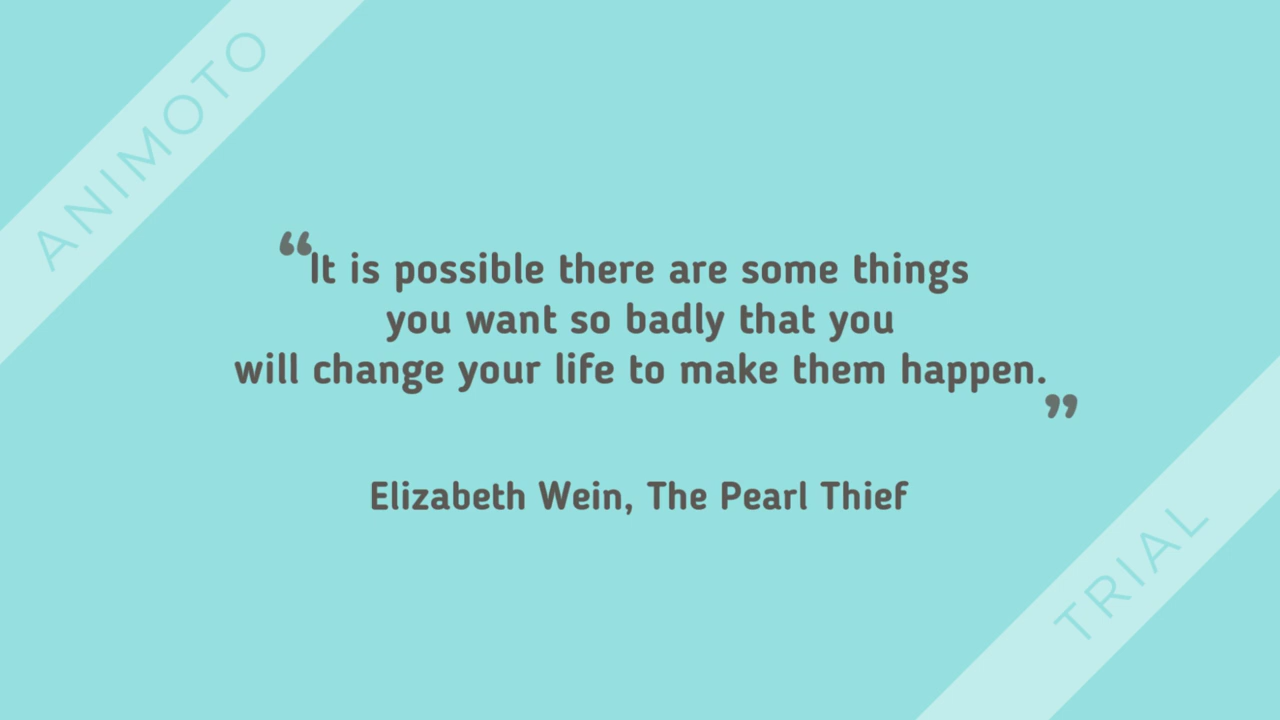 ANIMOTO
“It is possible there are some things
you want so badly that you
will change your life to make them happen.”
Elizabeth Wein, The Pearl Thief
TRIAL